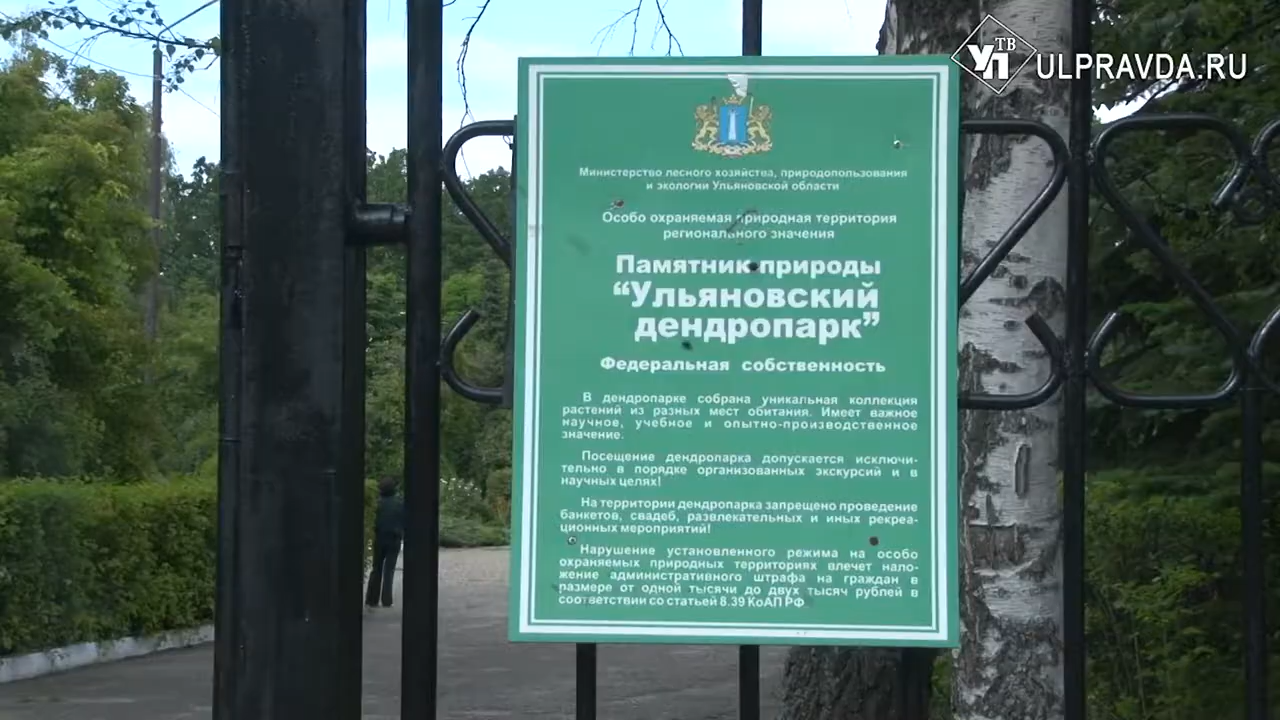 УП ТВ ULPRAVDA.RU
Министерство лесного хозяйства, природопользования
и экологии Ульяновской области
Особо охраняемая природная территория
регионального значения
Памятник природы
“Ульяновский
дендропарк”
Федеральная собственность
В дендропарке собрана уникальная коллекция
растений из разных мест обитания. Имеет важное
научное, учебное и опытно-производственное
значение.
Посещение дендропарка допускается исключи-
тельно в порядке организованных экскурсий и в
научных целях!
На территории дендропарка запрещено проведение
банкетов, свадеб, развлекательных и иных рекреа-
ционных мероприятий!
Нарушение установленного режима на особо
охраняемых природных территориях влечет нало-
жение административного штрафа на граждан в
размере от одной тысячи до двух тысяч рублей в
соответствии со статьей 8.39 КоАП РФ